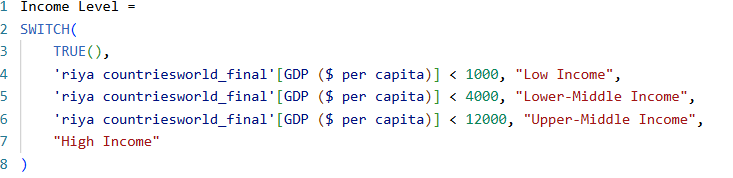 1 Income Level =
2 SWITCH(
3 TRUE(),
4 'riya countriesworld_final'[GDP ($ per capita)] < 1000, "Low Income",
5 'riya countriesworld_final'[GDP ($ per capita)] < 4000, "Lower-Middle Income",
6 'riya countriesworld_final'[GDP ($ per capita)] < 12000, "Upper-Middle Income",
7 "High Income"
8 )